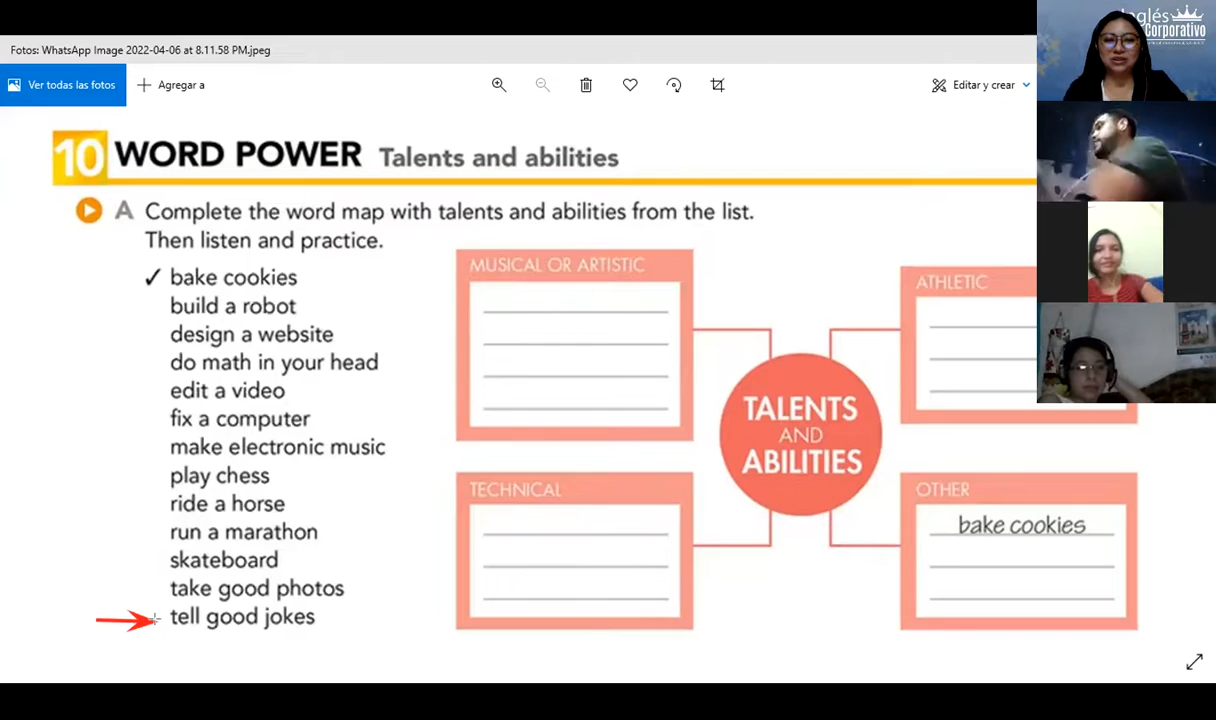 Fotos: WhatsApp Image 2022-04-06 at 8.11.58 PM.jpeg
Ver todas las fotos
Agregar a
Editar y crear
Inglés
Corporativo
10 WORD POWER Talents and abilities
A Complete the word map with talents and abilities from the list.
Then listen and practice.
✓ bake cookies
build a robot
design a website
do math in your head
edit a video
fix a computer
make electronic music
play chess
ride a horse
run a marathon
skateboard
take good photos
tell good jokes
MUSICAL OR ARTISTIC
ATHLETIC
TALENTS
AND
ABILITIES
TECHNICAL
OTHER
bake cookies